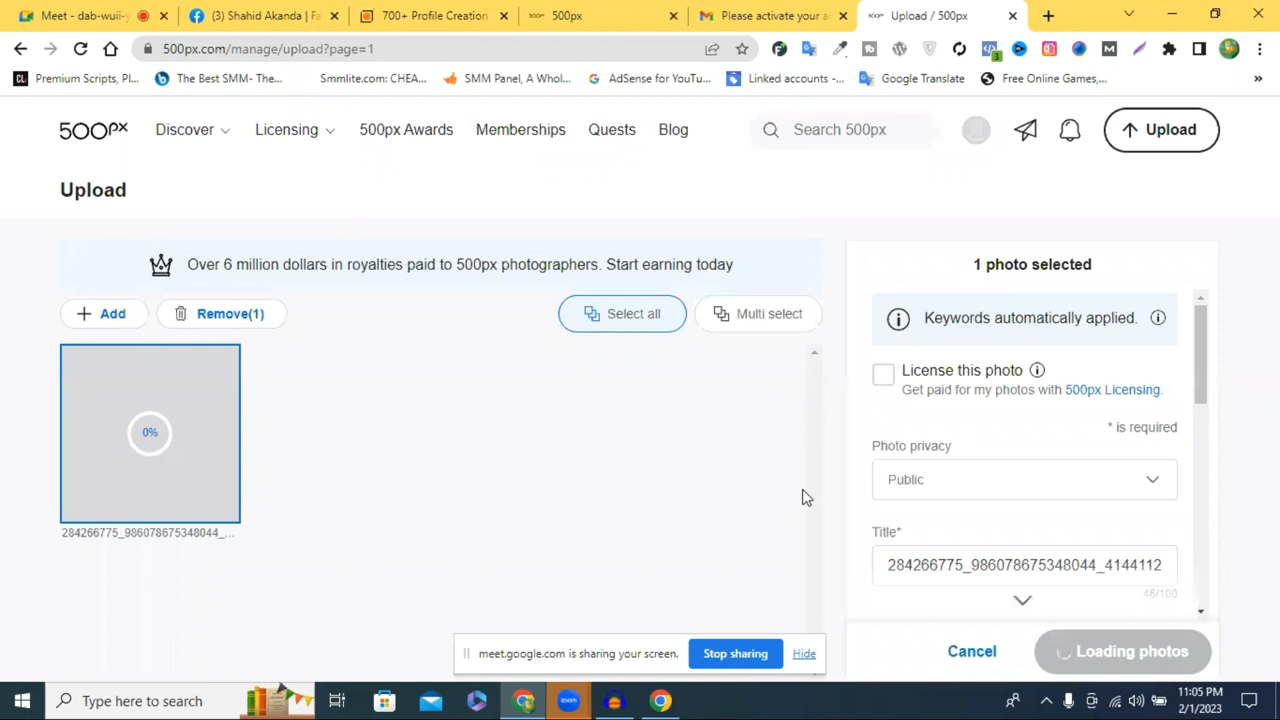 Meet - dab-wuii-y
(3) Shahid Akanda | Fa
700+ Profile Creation
500px
Please activate your a
Upload / 500px
500px.com/manage/upload?page=1
Premium Scripts, Pl...
The Best SMM- The...
Smmlite.com: CHEA...
SMM Panel, A Whol...
AdSense for YouTu...
Linked accounts -...
Google Translate
Free Online Games,...
»
500px
Discover
Licensing
500px Awards
Memberships
Quests
Blog
Search 500px
Upload
Upload
Over 6 million dollars in royalties paid to 500px photographers. Start earning today
1 photo selected
Add
Remove(1)
Select all
Multi select
Keywords automatically applied.
License this photo
Get paid for my photos with 500px Licensing.
* is required
Photo privacy
Public
0%
284266775_986078675348044_...
Title*
284266775_986078675348044_4144112
46/100
meet.google.com is sharing your screen.
Stop sharing
Hide
Cancel
Loading photos
Type here to search
11:05 PM
2/1/2023